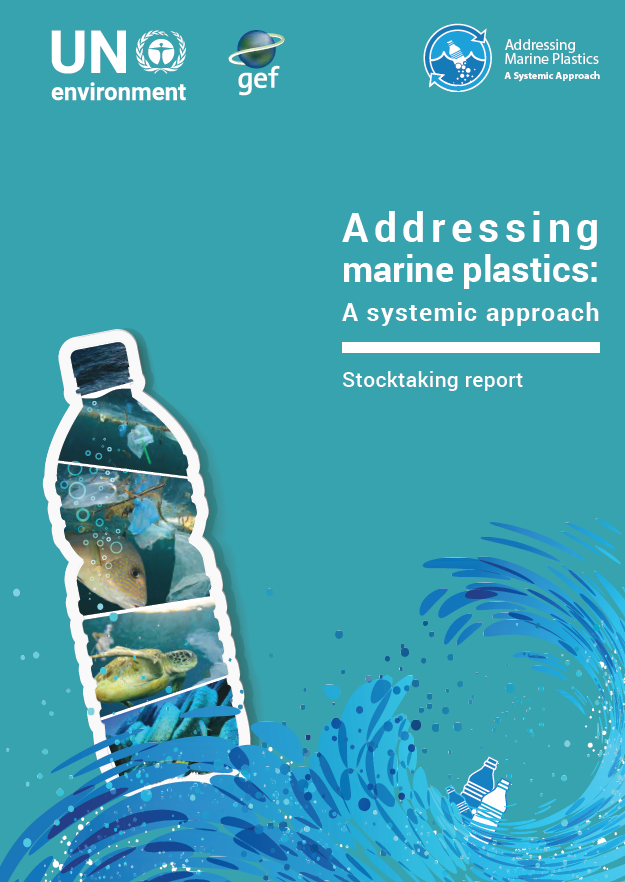 UN
environment
gef
Addressing
Marine Plastics
A Systemic Approach
Addressing
marine plastics:
A systemic approach
Stocktaking report